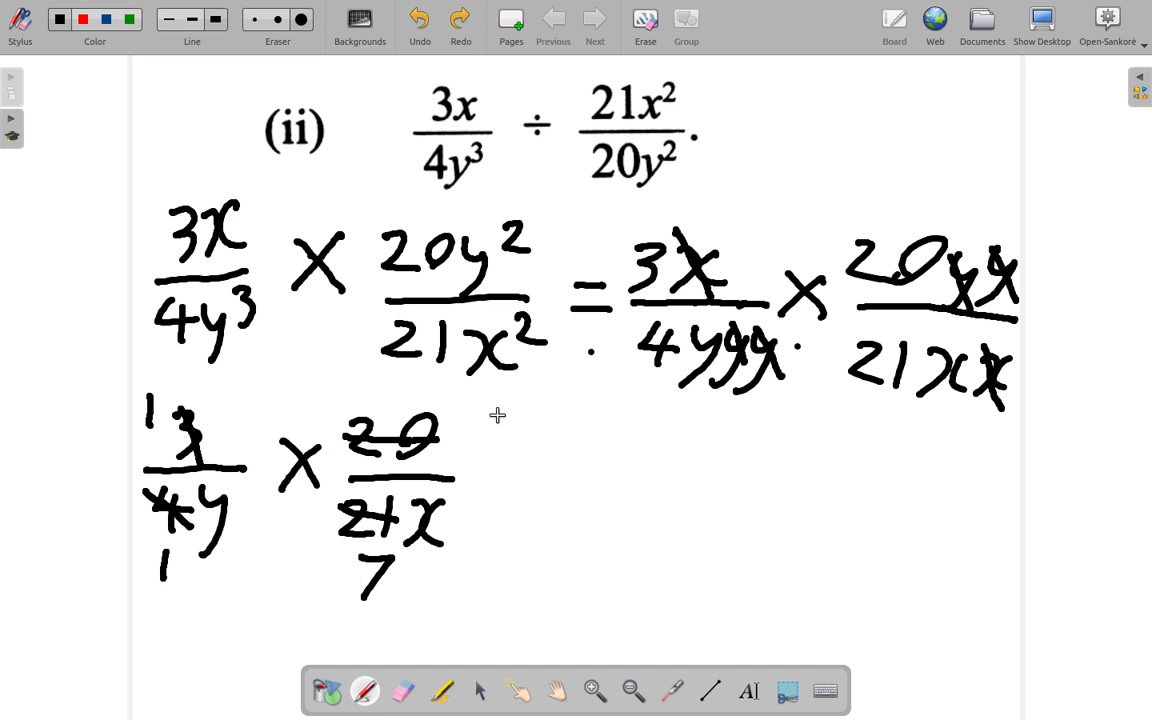 Stylus Color Line Eraser Backgrounds Undo Redo Pages Previous Next Erase Group Board Web Documents Show Desktop Open-Sankoré
(ii) 3x/4y³ ÷ 21x²/20y².
3x/4y³ × 20y²/21x² = 3x/4yyy × 20yy/21xx
1 3/4y 1 × 20/21x 7